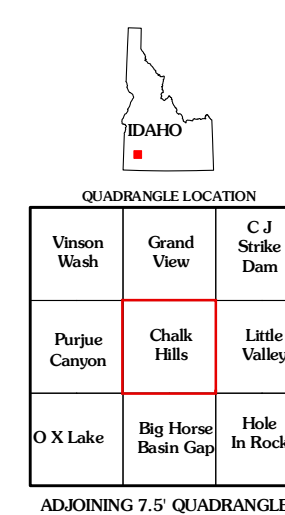 IDAHO
QUADRANGLE LOCATION
Vinson
Wash
Grand
View
C J
Strike
Dam
Purjue
Canyon
Chalk
Hills
Little
Valley
O X Lake
Big Horse
Basin Gap
Hole
In Rock
ADJOINING 7.5' QUADRANGLE